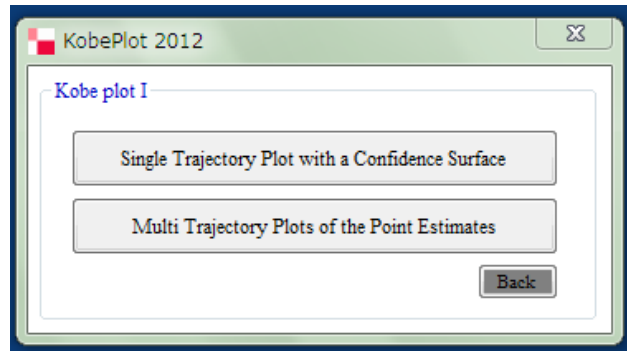 KobePlot 2012
Kobe plot I
Single Trajectory Plot with a Confidence Surface
Multi Trajectory Plots of the Point Estimates
Back